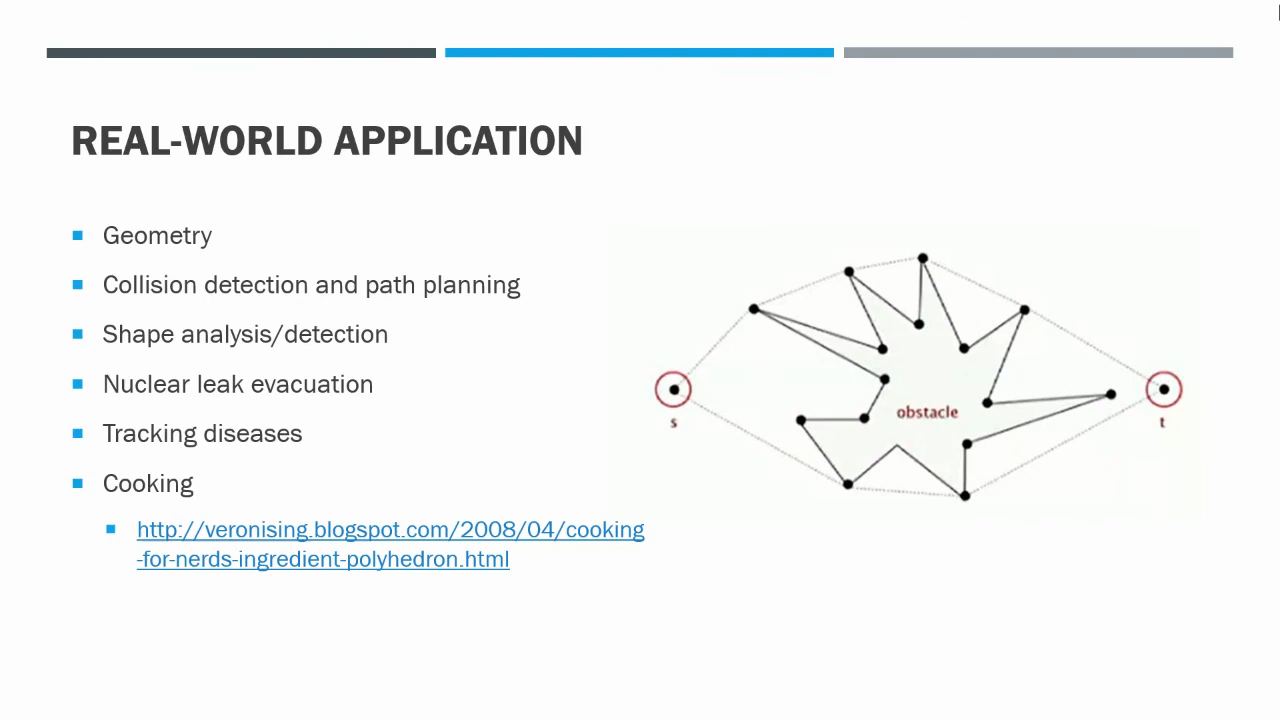 REAL-WORLD APPLICATION
Geometry
Collision detection and path planning
Shape analysis/detection
Nuclear leak evacuation
Tracking diseases
Cooking
http://veronising.blogspot.com/2008/04/cooking
-for-nerds-ingredient-polyhedron.html
obstacle
s
t